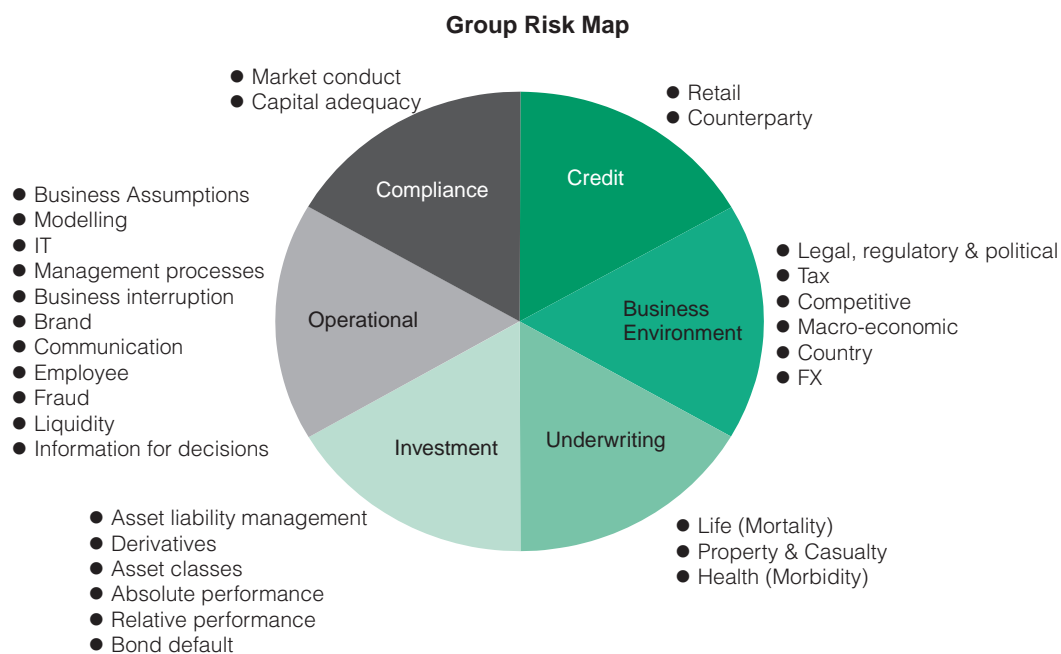 Group Risk Map
● Market conduct
● Capital adequacy
● Retail
● Counterparty
Compliance
Credit
● Business Assumptions
● Modelling
● IT
● Management processes
● Business interruption
● Brand
● Communication
● Employee
● Fraud
● Liquidity
● Information for decisions
Operational
Business
Environment
● Legal, regulatory & political
● Tax
● Competitive
● Macro-economic
● Country
● FX
Investment
Underwriting
● Asset liability management
● Derivatives
● Asset classes
● Absolute performance
● Relative performance
● Bond default
● Life (Mortality)
● Property & Casualty
● Health (Morbidity)